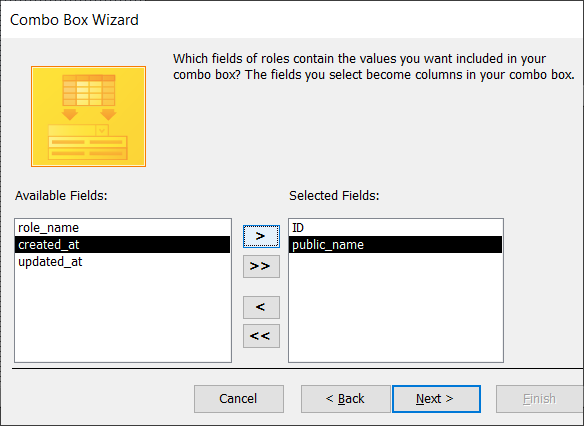 Combo Box Wizard
Which fields of roles contain the values you want included in your
combo box? The fields you select become columns in your combo box.
Available Fields:
Selected Fields:
role_name
created_at
updated_at
>
>>
<
<<
ID
public_name
Cancel
< Back
Next >
Finish